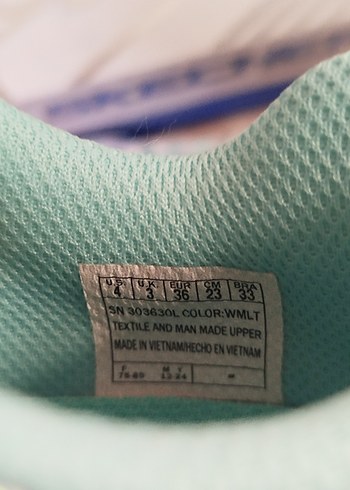 U.S. U.K. EUR CM BRA
4 3 36 23 33
SN 303630L COLOR:WMLT
TEXTILE AND MAN MADE UPPER
MADE IN VIETNAM/HECHO EN VIETNAM
F M Y